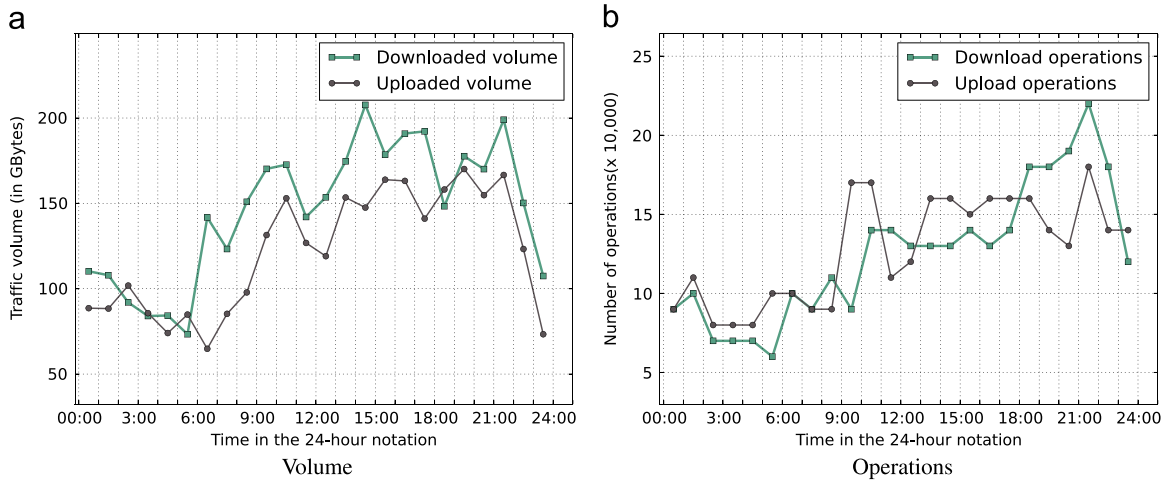 a
Downloaded volume
Uploaded volume
Traffic volume (in GBytes)
200
150
100
50
00:00 3:00 6:00 9:00 12:00 15:00 18:00 21:00 24:00
Time in the 24-hour notation
Volume
b
Download operations
Upload operations
Number of operations(x 10,000)
25
20
15
10
5
00:00 3:00 6:00 9:00 12:00 15:00 18:00 21:00 24:00
Time in the 24-hour notation
Operations